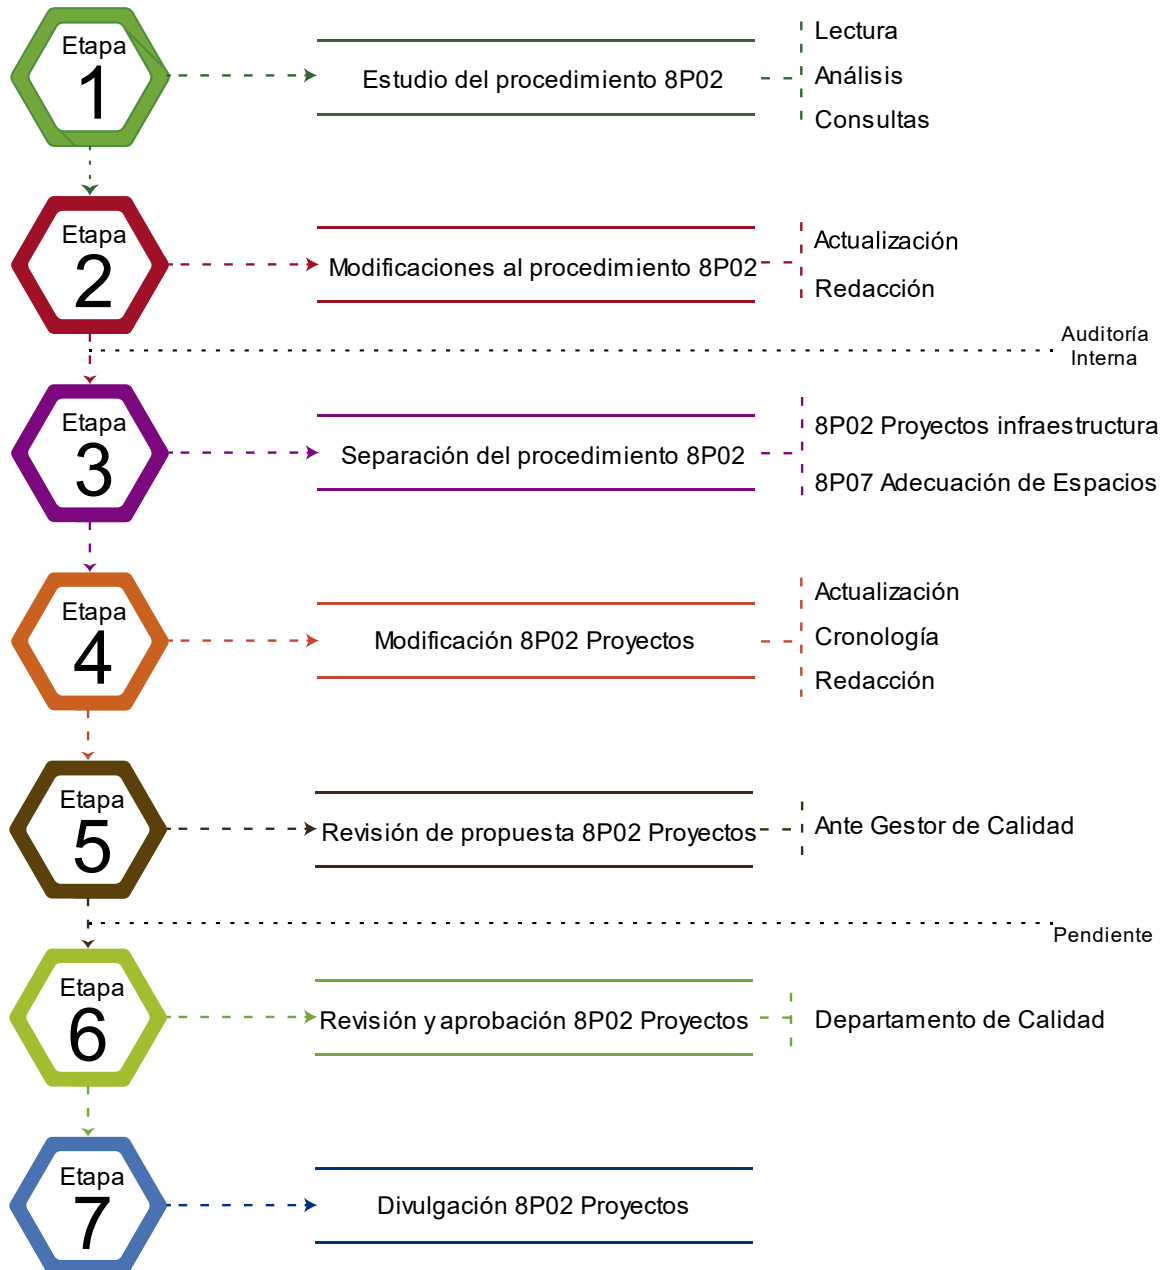 Etapa
1
Estudio del procedimiento 8P02
Lectura
Análisis
Consultas
Etapa
2
Modificaciones al procedimiento 8P02
Actualización
Redacción
Auditoría
Interna
Etapa
3
Separación del procedimiento 8P02
8P02 Proyectos infraestructura
8P07 Adecuación de Espacios
Etapa
4
Modificación 8P02 Proyectos
Actualización
Cronología
Redacción
Etapa
5
Revisión de propuesta 8P02 Proyectos
Ante Gestor de Calidad
Pendiente
Etapa
6
Revisión y aprobación 8P02 Proyectos
Departamento de Calidad
Etapa
7
Divulgación 8P02 Proyectos